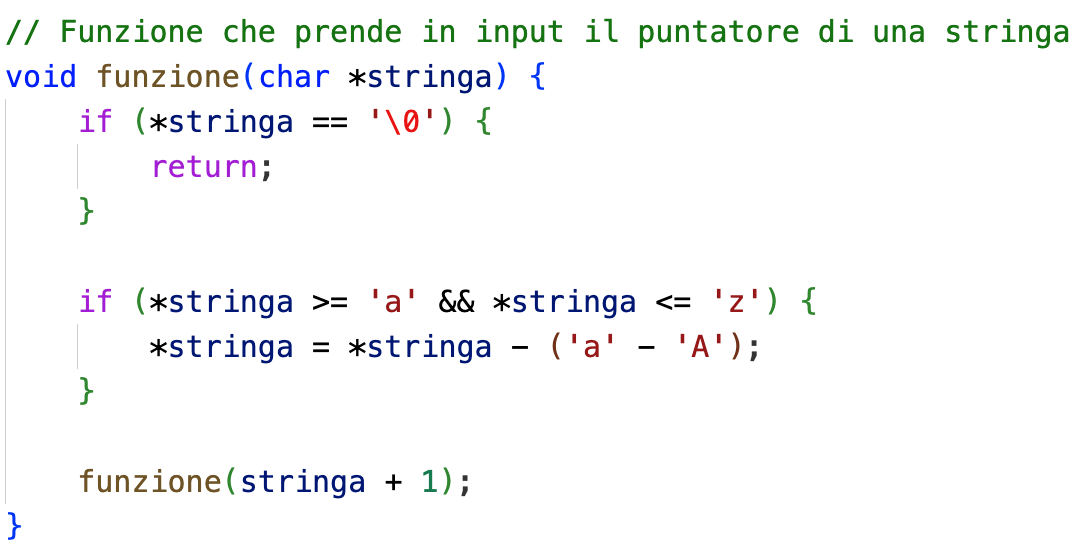 // Funzione che prende in input il puntatore di una stringa
void funzione(char *stringa) {
    if (*stringa == '\0') {
        return;
    }

    if (*stringa >= 'a' && *stringa <= 'z') {
        *stringa = *stringa - ('a' - 'A');
    }

    funzione(stringa + 1);
}